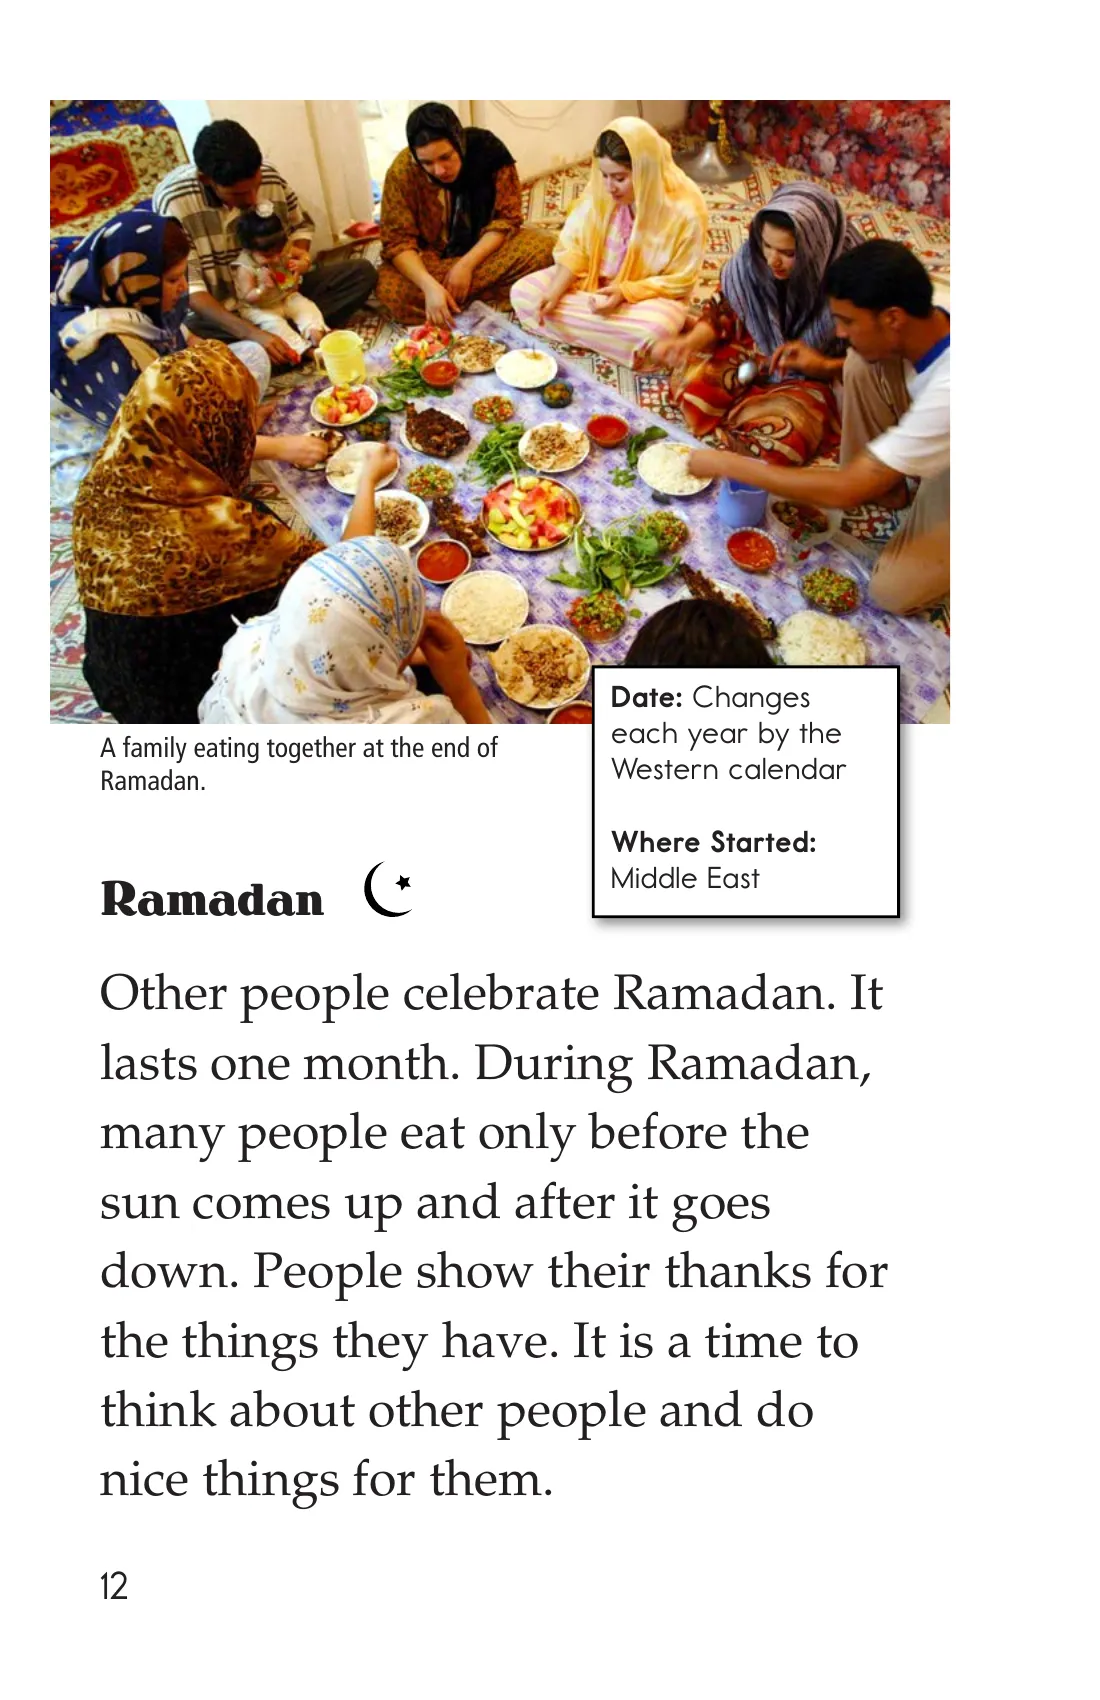 A family eating together at the end of
Ramadan.
Date: Changes
each year by the
Western calendar
Where Started:
Middle East
Ramadan
Other people celebrate Ramadan. It
lasts one month. During Ramadan,
many people eat only before the
sun comes up and after it goes
down. People show their thanks for
the things they have. It is a time to
think about other people and do
nice things for them.
12